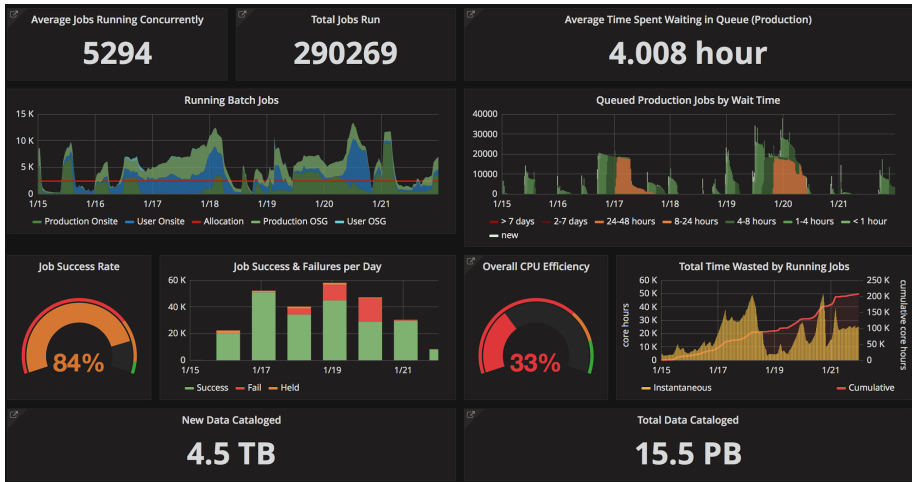 Average Jobs Running Concurrently
5294
Total Jobs Run
290269
Average Time Spent Waiting in Queue (Production)
4.008 hour
Running Batch Jobs
15 K
10 K
5 K
0
1/15 1/16 1/17 1/18 1/19 1/20 1/21
Production Onsite User Onsite Allocation Production OSG User OSG
Queued Production Jobs by Wait Time
40000
30000
20000
10000
0
1/15 1/16 1/17 1/18 1/19 1/20 1/21
> 7 days 2-7 days 24-48 hours 8-24 hours 4-8 hours 1-4 hours < 1 hour
new
Job Success Rate
84%
Job Success & Failures per Day
60 K
40 K
20 K
0
1/15 1/17 1/19 1/21
Success Fail Held
Overall CPU Efficiency
33%
Total Time Wasted by Running Jobs
core hours
60 K
50 K
40 K
30 K
20 K
10 K
0
250 K
200 K
150 K
100 K
50 K
0
cumulative core hours
1/15 1/17 1/19 1/21
Instantaneous Cumulative
New Data Cataloged
4.5 TB
Total Data Cataloged
15.5 PB